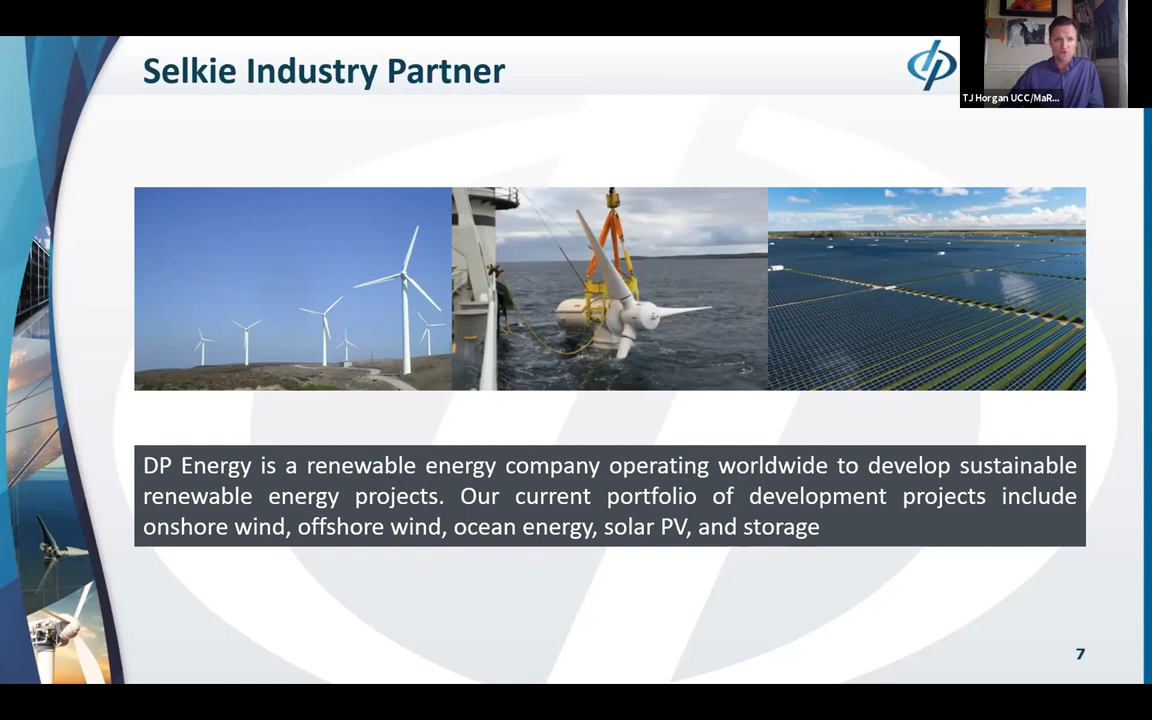 Selkie Industry Partner
dp
TJ Horgan UCC/MaR...
DP Energy is a renewable energy company operating worldwide to develop sustainable
renewable energy projects. Our current portfolio of development projects include
onshore wind, offshore wind, ocean energy, solar PV, and storage
7